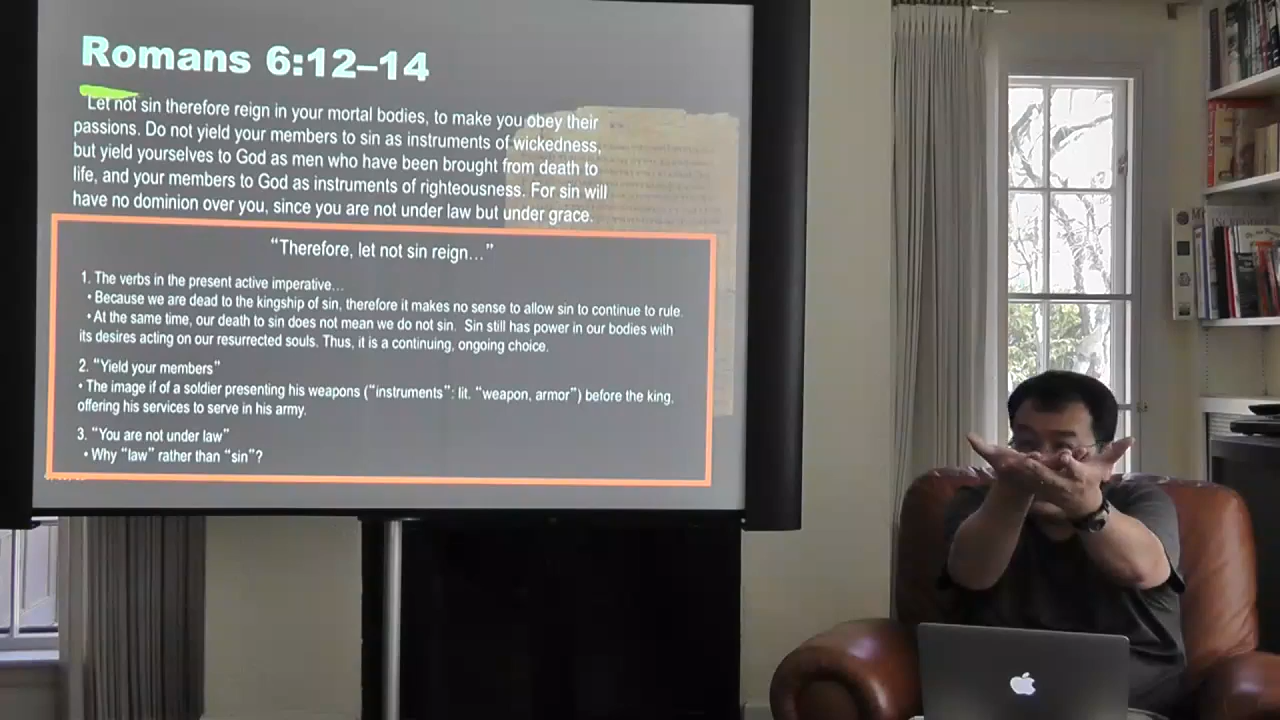 Romans 6:12–14
Let not sin therefore reign in your mortal bodies, to make you obey their
passions. Do not yield your members to sin as instruments of wickedness,
but yield yourselves to God as men who have been brought from death to
life, and your members to God as instruments of righteousness. For sin will
have no dominion over you, since you are not under law but under grace.
“Therefore, let not sin reign…”
1. The verbs in the present active imperative…
• Because we are dead to the kingship of sin, therefore it makes no sense to allow sin to continue to rule.
• At the same time, our death to sin does not mean we do not sin. Sin still has power in our bodies with
its desires acting on our resurrected souls. Thus, it is a continuing, ongoing choice.
2. “Yield your members”
• The image if of a soldier presenting his weapons (“instruments”: lit. “weapon, armor”) before the king,
offering his services to serve in his army.
3. “You are not under law”
• Why “law” rather than “sin”?